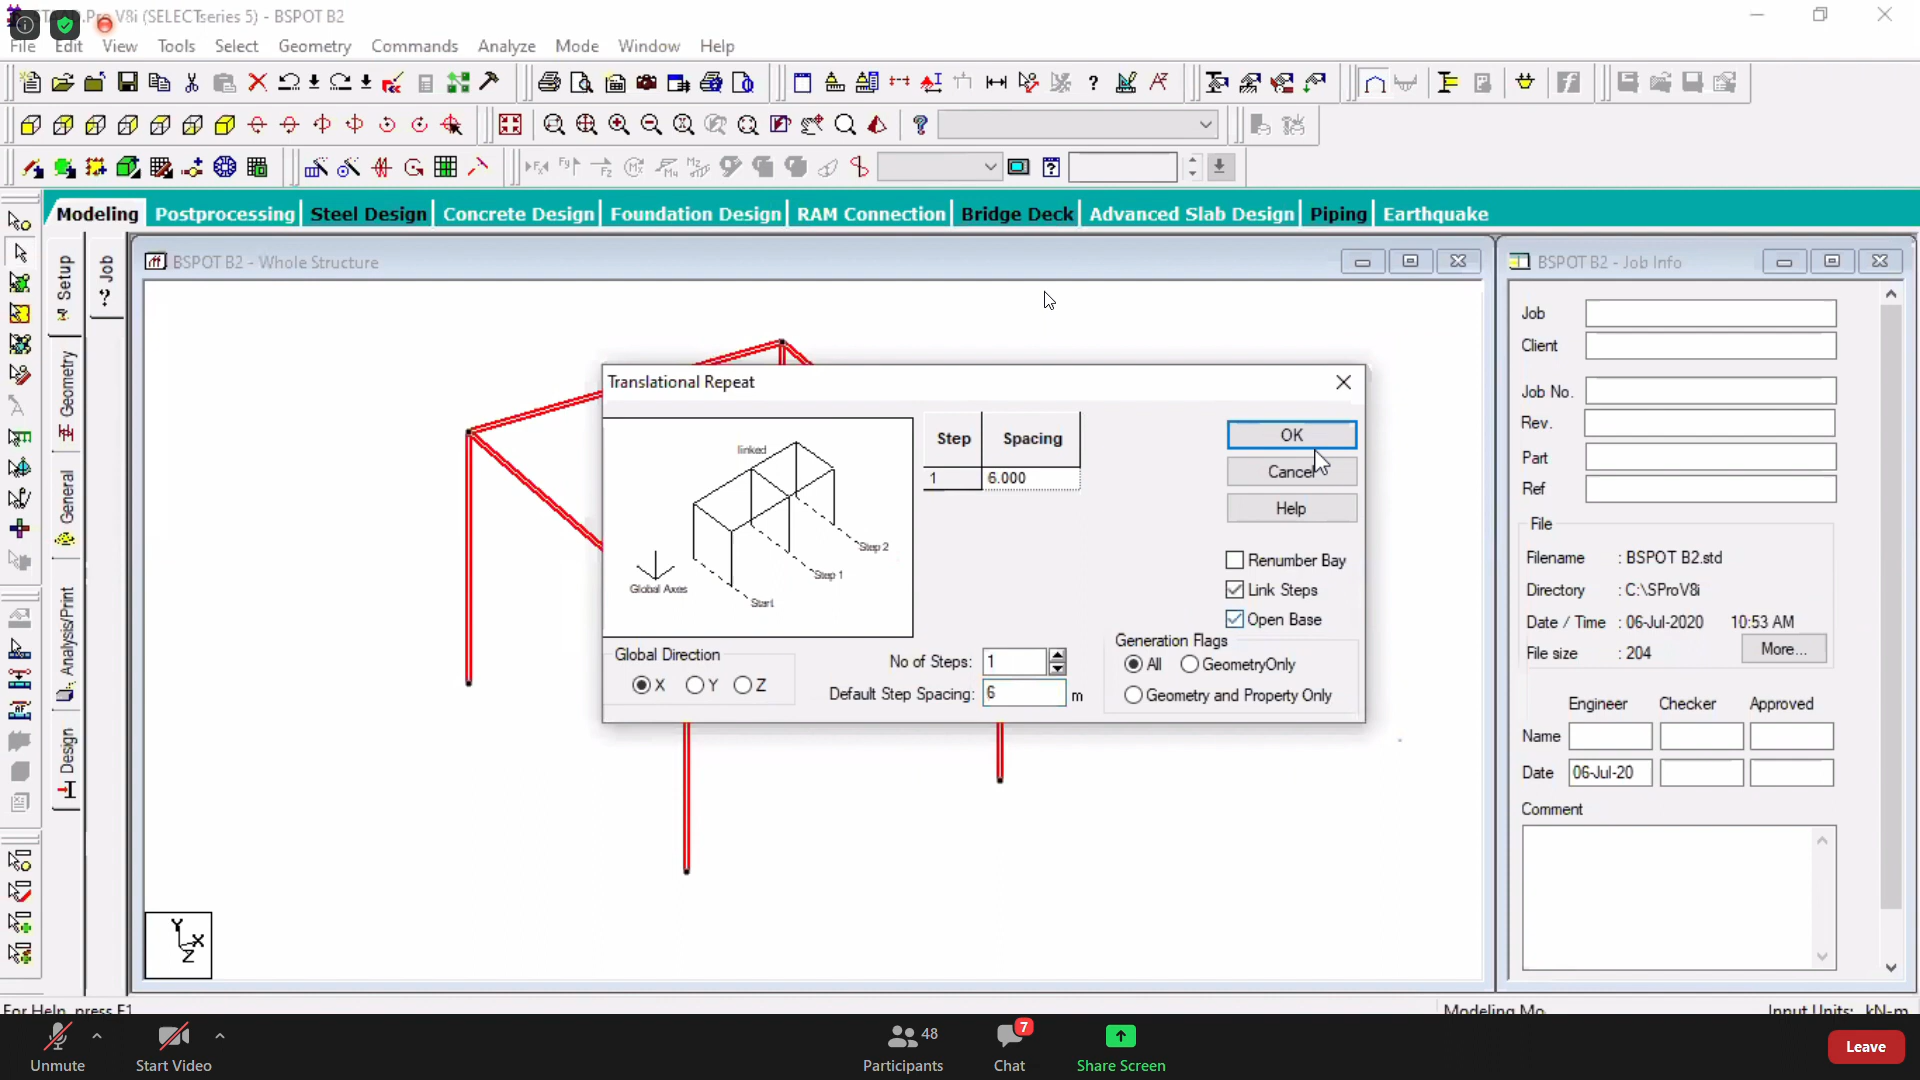 .Pro V8i (SELECTseries 5) - BSPOT B2
File Edit View Tools Select Geometry Commands Analyze Mode Window Help
Modeling Postprocessing Steel Design Concrete Design Foundation Design RAM Connection Bridge Deck Advanced Slab Design Piping Earthquake
Setup
Geometry
General
Analysis/Print
Design
Job
BSPOT B2 - Whole Structure
Translational Repeat
linked
Step 2
Step 1
Start
Global Axes
Step Spacing
1 6.000
OK
Cancel
Help
Renumber Bay
Link Steps
Open Base
Generation Flags
All GeometryOnly
Geometry and Property Only
Global Direction
X Y Z
No of Steps: 1
Default Step Spacing: 6 m
Y
X
Z
BSPOT B2 - Job Info
Job
Client
Job No.
Rev.
Part
Ref
File
Filename : BSPOT B2.std
Directory : C:\SProV8i
Date / Time : 06-Jul-2020 10:53 AM
File size : 204
More...
Engineer Checker Approved
Name
Date 06-Jul-20
Comment
For Help, press F1
Modeling Mo
Input Units: kN-m
Unmute
Start Video
48
Participants
7
Chat
Share Screen
Leave